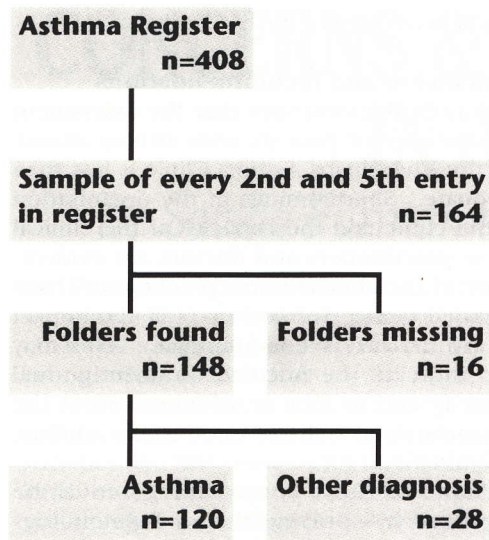 Asthma Register
n=408
Sample of every 2nd and 5th entry
in register n=164
Folders found Folders missing
n=148 n=16
Asthma Other diagnosis
n=120 n=28